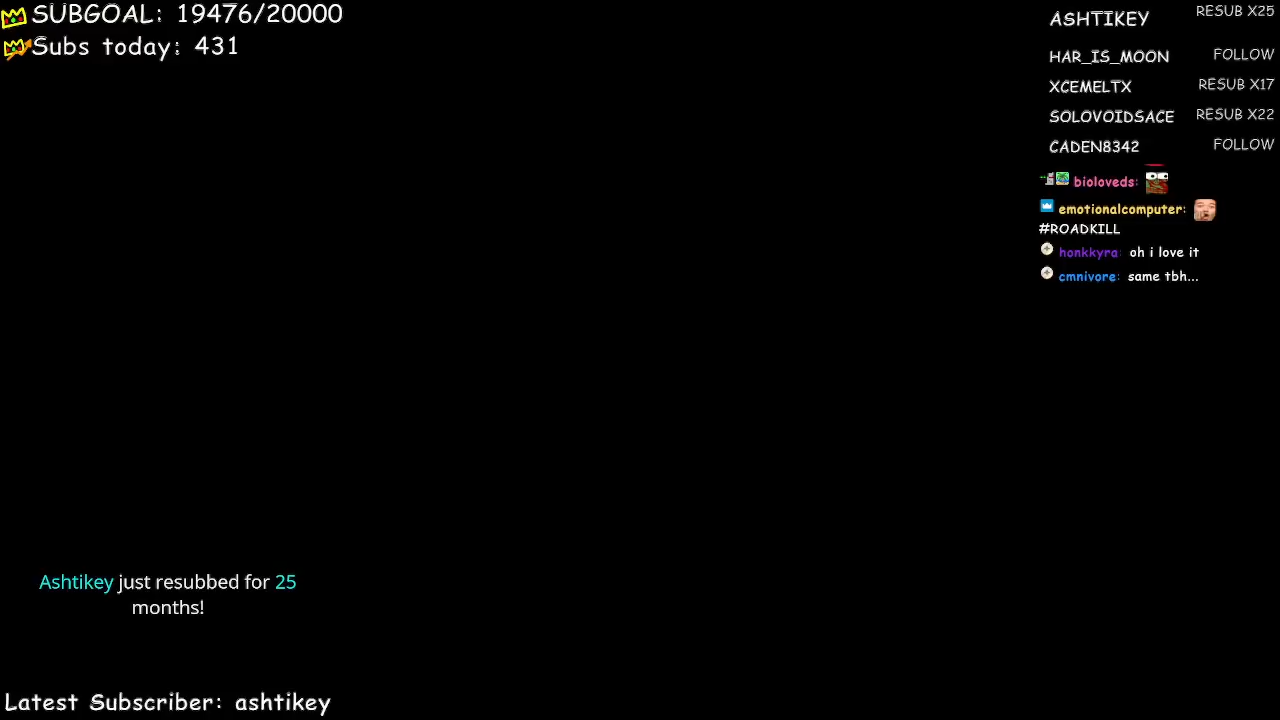 SUBGOAL: 19476/20000
Subs today: 431
ASHTIKEY RESUB X25
HAR_IS_MOON FOLLOW
XCEMELTX RESUB X17
SOLOVOIDSACE RESUB X22
CADEN8342 FOLLOW
bioloveds:
emotionalcomputer:
#ROADKILL
honkkyra: oh i love it
cmnivore: same tbh...
Ashtikey just resubbed for 25
months!
Latest Subscriber: ashtikey